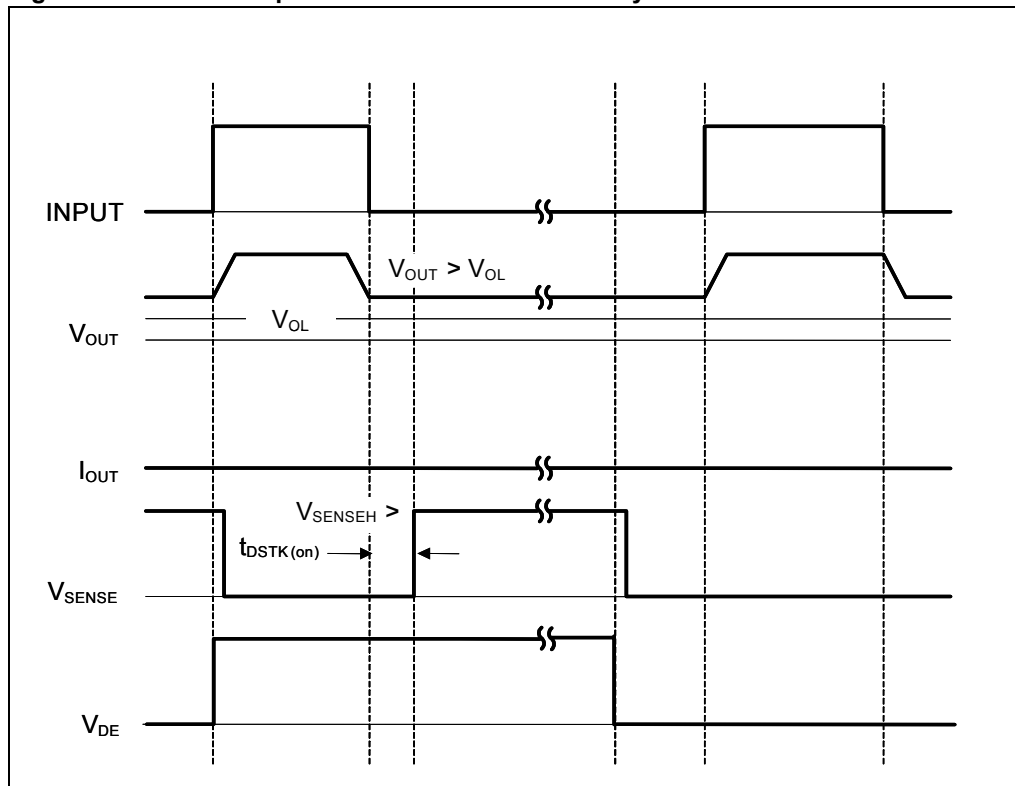 INPUT
V_OUT > V_OL
V_OL
V_OUT
I_OUT
V_SENSEH >
t_DSTK(on)
V_SENSE
V_DE